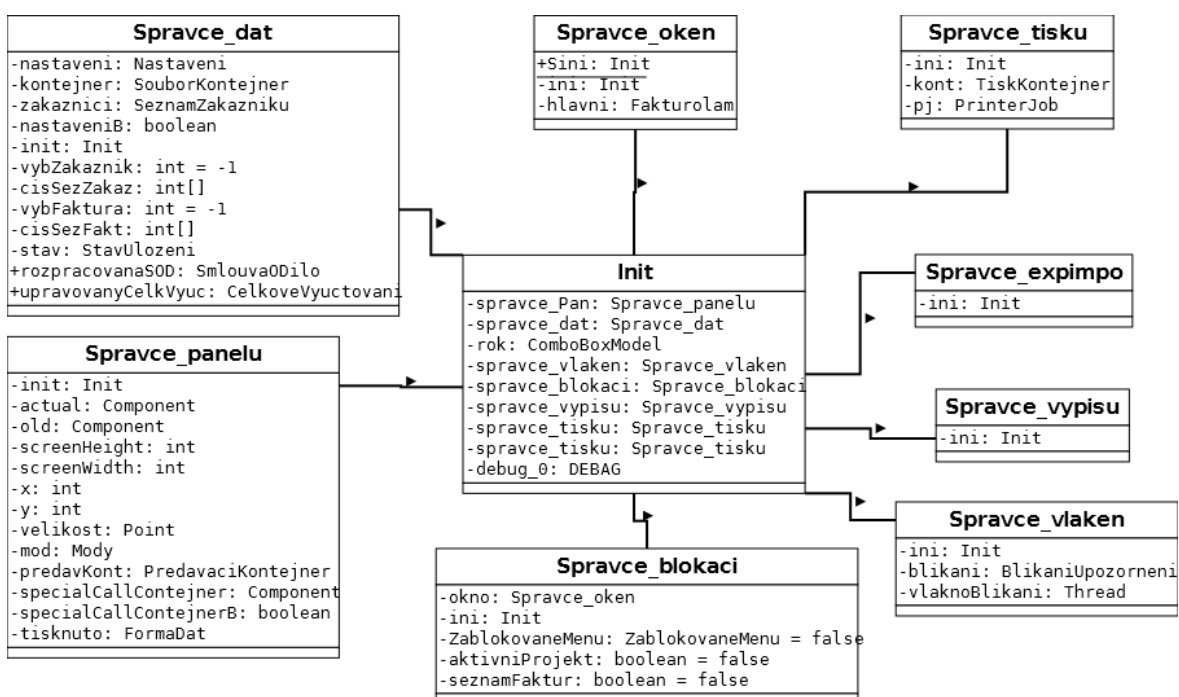 Spravce_dat
-nastaveni: Nastaveni
-kontejner: SouborKontejner
-zakaznici: SeznamZakazniku
-nastaveniB: boolean
-init: Init
-vybZakaznik: int = -1
-cisSezZakaz: int[]
-vybFaktura: int = -1
-cisSezFakt: int[]
-stav: StavUlozeni
+rozpracovanaSOD: SmlouvaODilo
+upravovanyCelkVyuc: CelkoveVyuctovani
Spravce_oken
+Sini: Init
-ini: Init
-hlavni: Fakturolam
Spravce_tisku
-ini: Init
-kont: TiskKontejner
-pj: PrinterJob
Init
-spravce_Pan: Spravce_panelu
-spravce_dat: Spravce_dat
-rok: ComboBoxModel
-spravce_vlaken: Spravce_vlaken
-spravce_blokaci: Spravce_blokaci
-spravce_vypisu: Spravce_vypisu
-spravce_tisku: Spravce_tisku
-spravce_tisku: Spravce_tisku
-debug_0: DEBAG
Spravce_expimpo
-ini: Init
Spravce_panelu
-init: Init
-actual: Component
-old: Component
-screenHeight: int
-screenWidth: int
-x: int
-y: int
-velikost: Point
-mod: Mody
-predavKont: PredavaciKontejner
-specialCallContejner: Component
-specialCallContejnerB: boolean
-tisknuto: FormaDat
Spravce_vypisu
-ini: Init
Spravce_vlaken
-ini: Init
-blikani: BlikaniUpozorneni
-vlaknoBlikani: Thread
Spravce_blokaci
-okno: Spravce_oken
-ini: Init
-ZablokovaneMenu: ZablokovaneMenu = false
-aktivniProjekt: boolean = false
-seznamFaktur: boolean = false